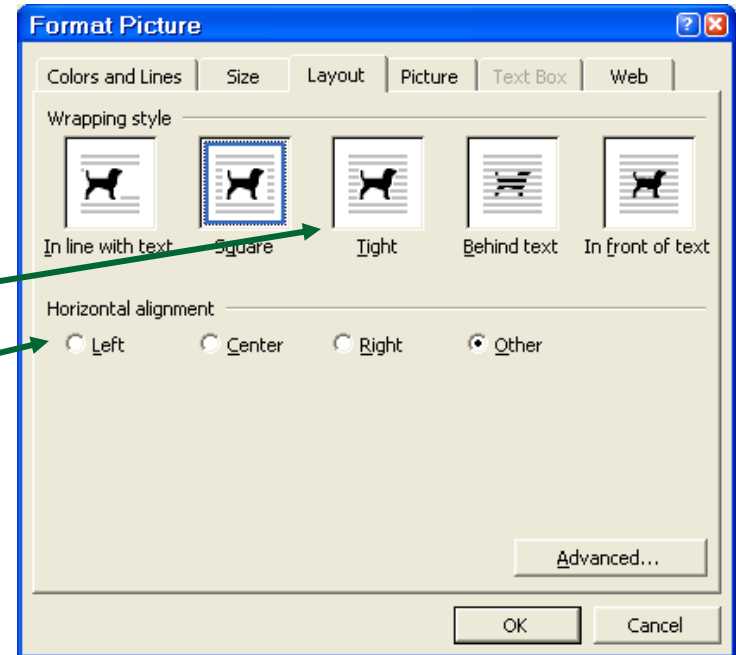 Format Picture
Colors and Lines Size Layout Picture Text Box Web
Wrapping style
In line with text Square Tight Behind text In front of text
Horizontal alignment
Left Center Right Other
Advanced...
OK Cancel